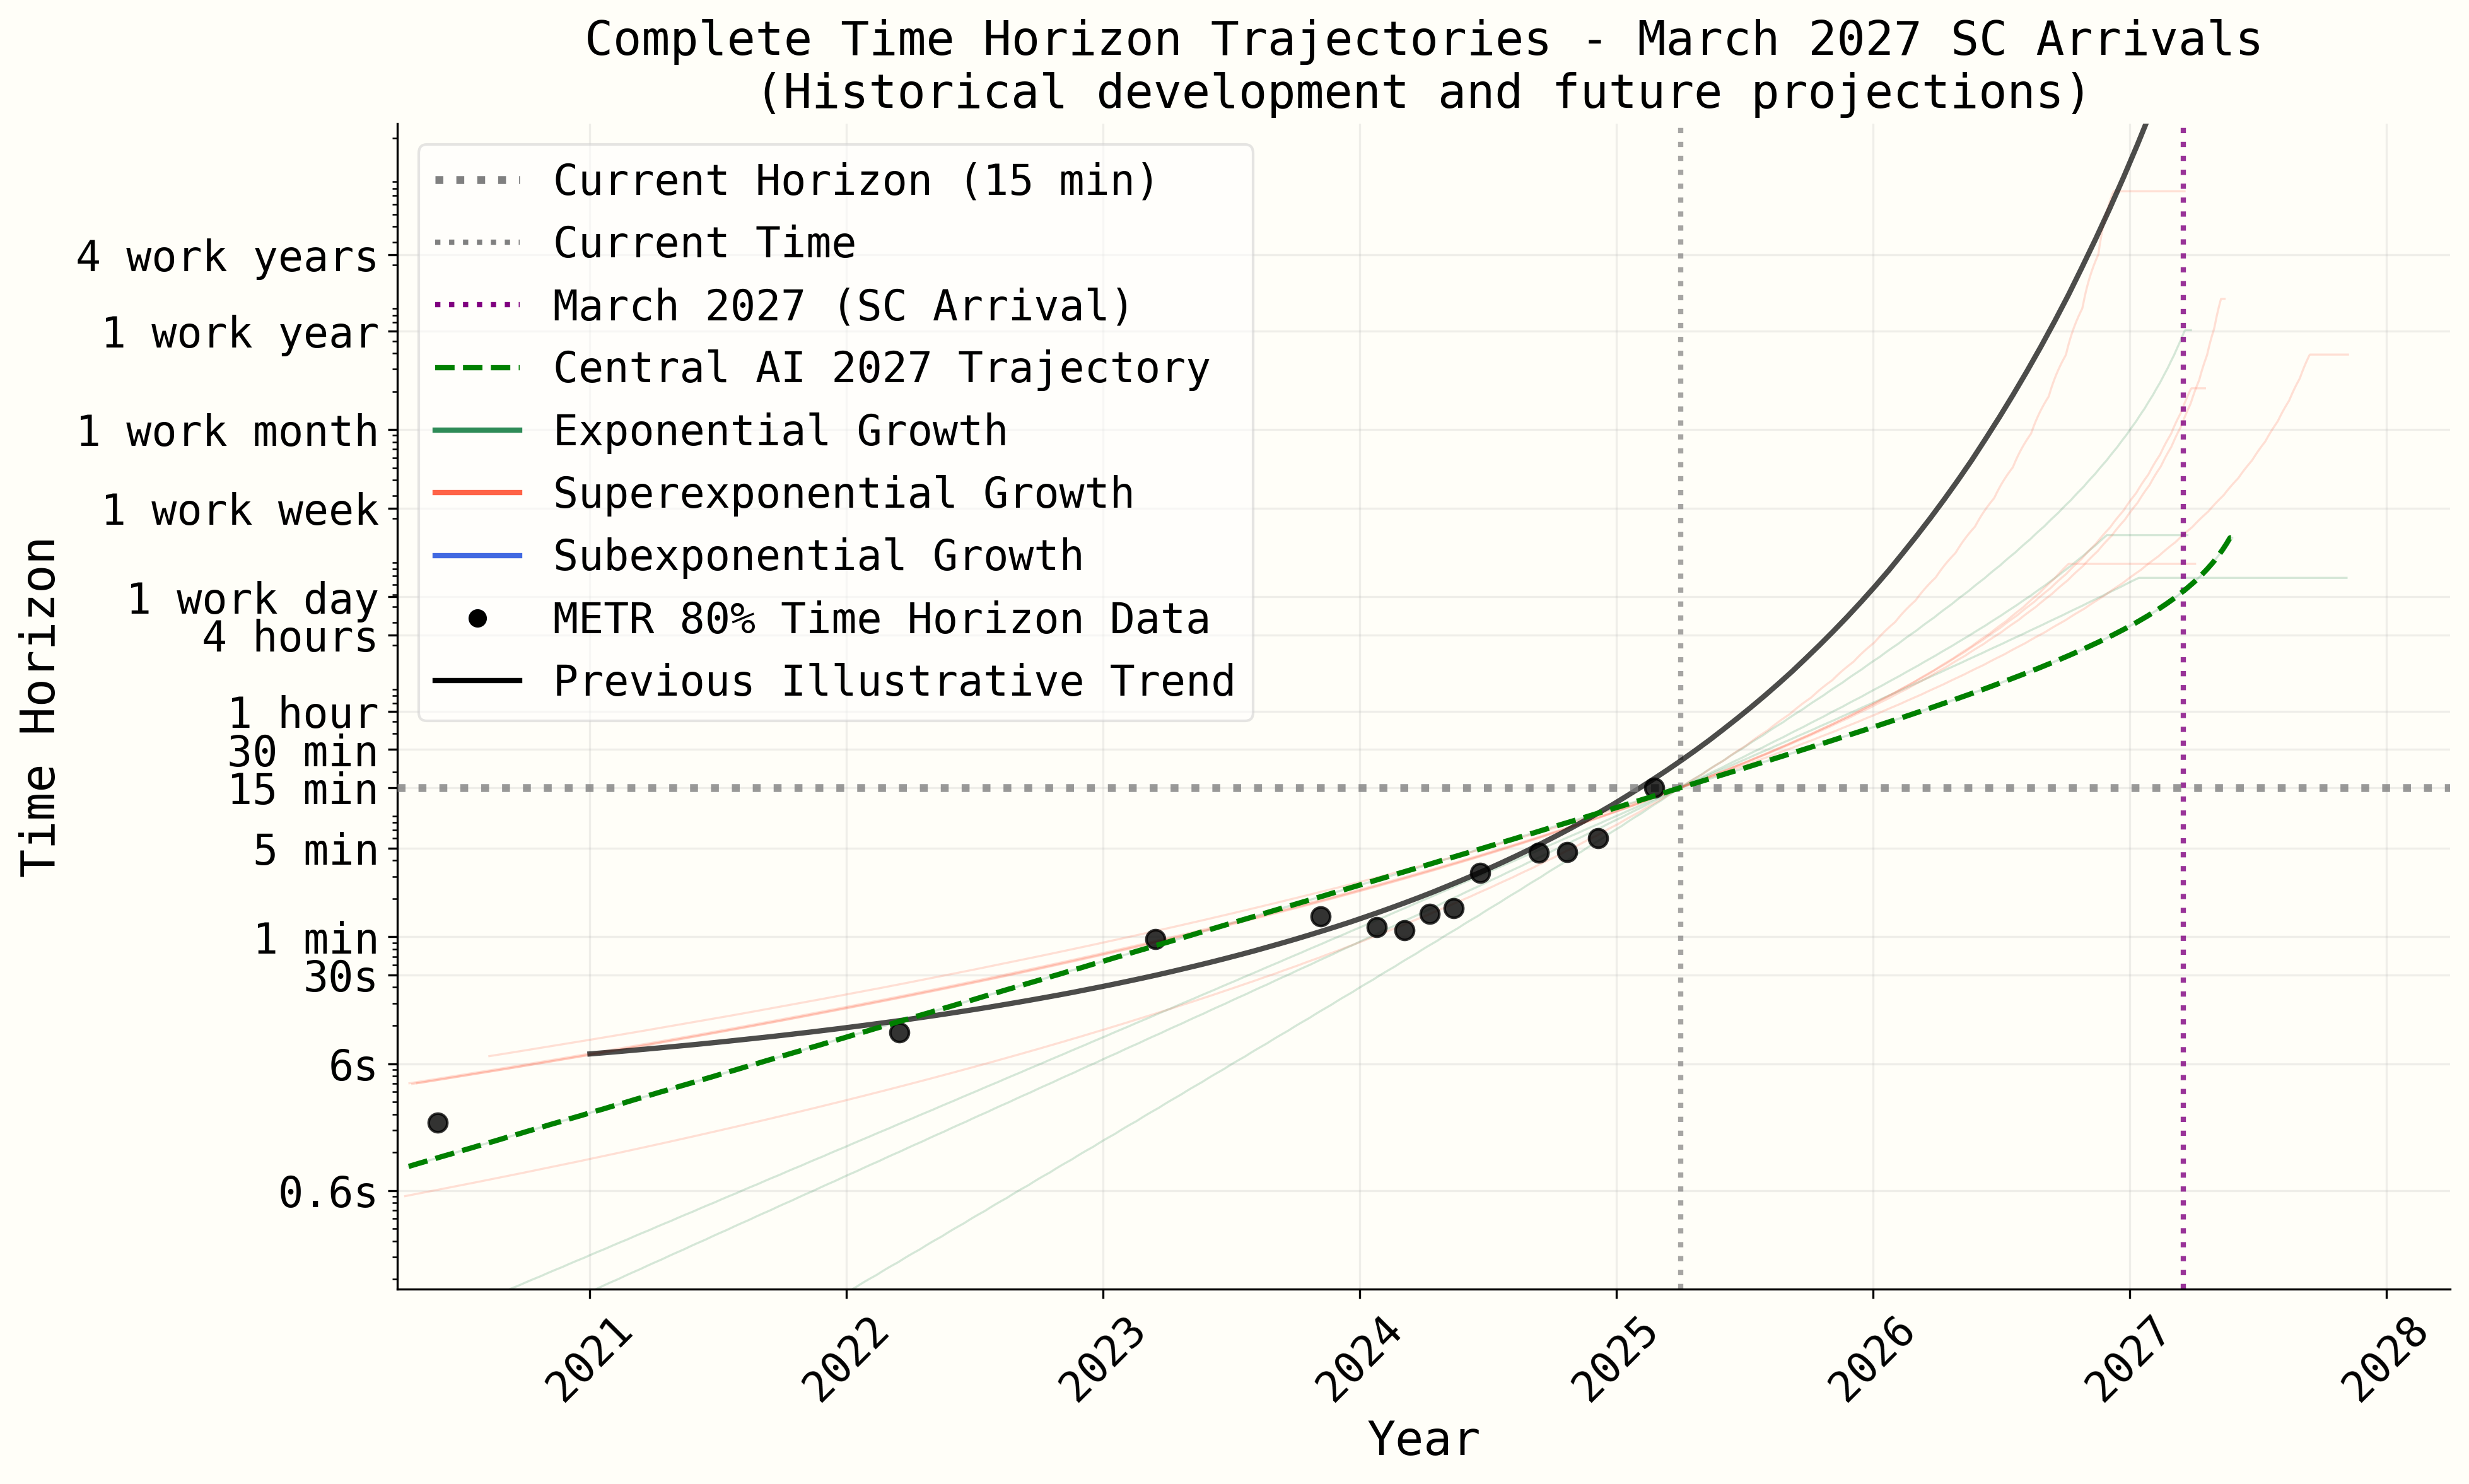 Complete Time Horizon Trajectories - March 2027 SC Arrivals
(Historical development and future projections)
Current Horizon (15 min)
Current Time
March 2027 (SC Arrival)
Central AI 2027 Trajectory
Exponential Growth
Superexponential Growth
Subexponential Growth
METR 80% Time Horizon Data
Previous Illustrative Trend
Time Horizon
4 work years
1 work year
1 work month
1 work week
1 work day
4 hours
1 hour
30 min
15 min
5 min
1 min
30s
6s
0.6s
2021
2022
2023
2024
2025
2026
2027
2028
Year